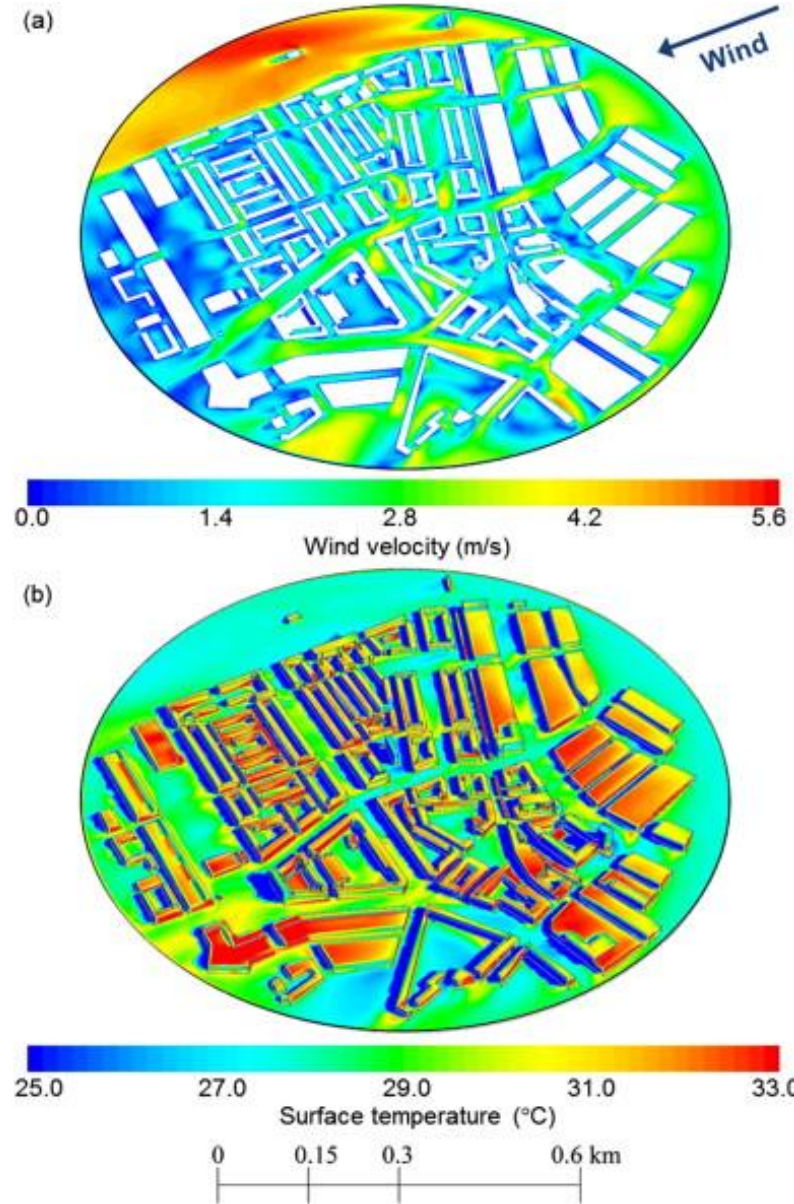 (a)
Wind
0.0 1.4 2.8 4.2 5.6
Wind velocity (m/s)
(b)
25.0 27.0 29.0 31.0 33.0
Surface temperature (°C)
0 0.15 0.3 0.6 km